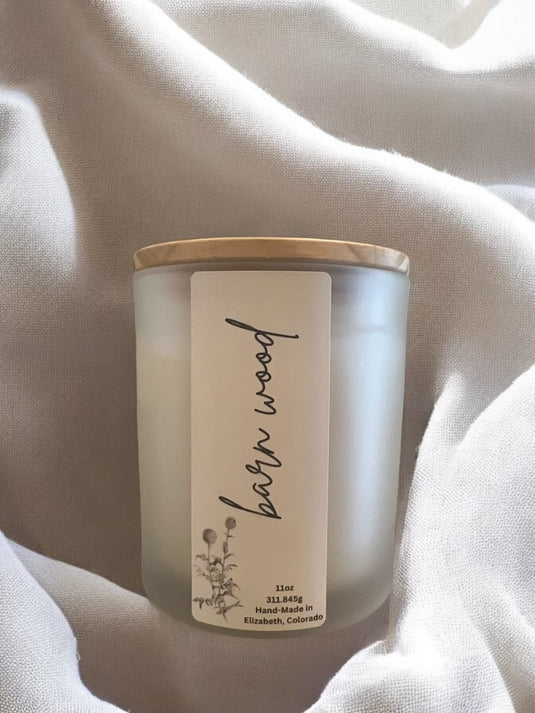 barn wood
11oz
311.845g
Hand-Made in
Elizabeth, Colorado